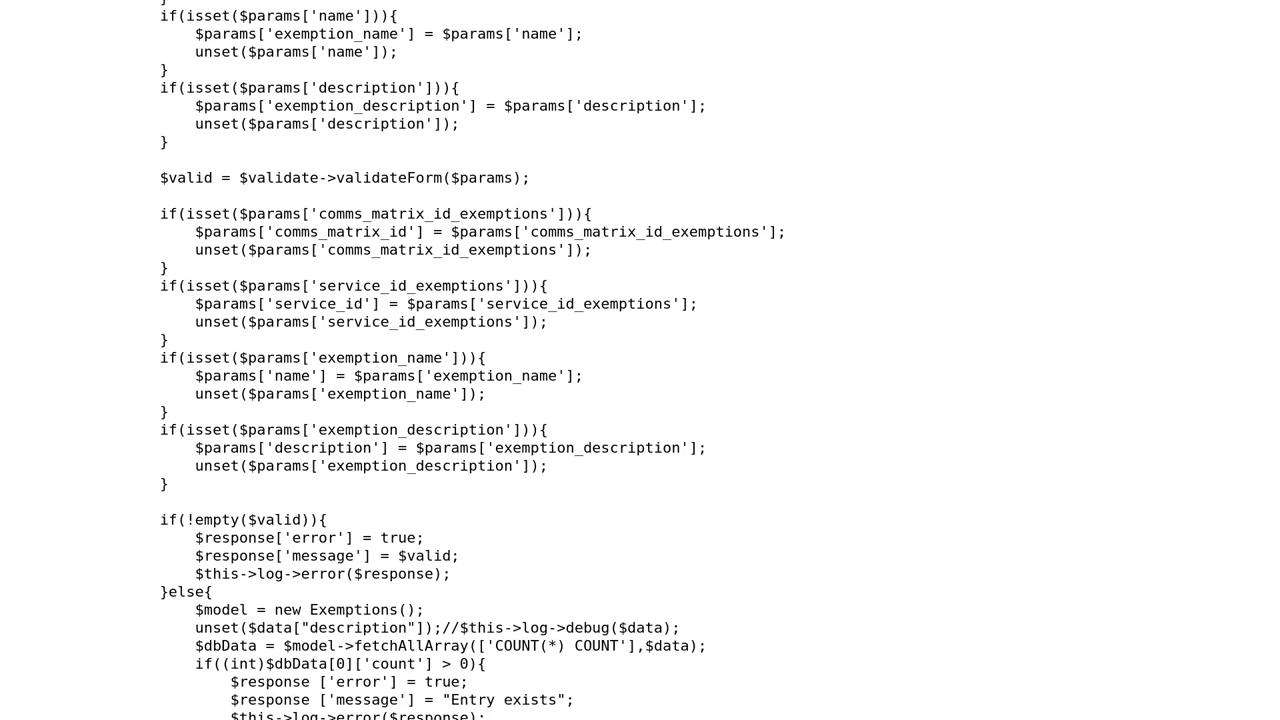 }
if(isset($params['name'])){
    $params['exemption_name'] = $params['name'];
    unset($params['name']);
}
if(isset($params['description'])){
    $params['exemption_description'] = $params['description'];
    unset($params['description']);
}

$valid = $validate->validateForm($params);

if(isset($params['comms_matrix_id_exemptions'])){
    $params['comms_matrix_id'] = $params['comms_matrix_id_exemptions'];
    unset($params['comms_matrix_id_exemptions']);
}
if(isset($params['service_id_exemptions'])){
    $params['service_id'] = $params['service_id_exemptions'];
    unset($params['service_id_exemptions']);
}
if(isset($params['exemption_name'])){
    $params['name'] = $params['exemption_name'];
    unset($params['exemption_name']);
}
if(isset($params['exemption_description'])){
    $params['description'] = $params['exemption_description'];
    unset($params['exemption_description']);
}

if(!empty($valid)){
    $response['error'] = true;
    $response['message'] = $valid;
    $this->log->error($response);
}else{
    $model = new Exemptions();
    unset($data["description"]);//$this->log->debug($data);
    $dbData = $model->fetchAllArray(['COUNT(*) COUNT'],$data);
    if((int)$dbData[0]['count'] > 0){
        $response ['error'] = true;
        $response ['message'] = "Entry exists";
        $this->log->error($response);